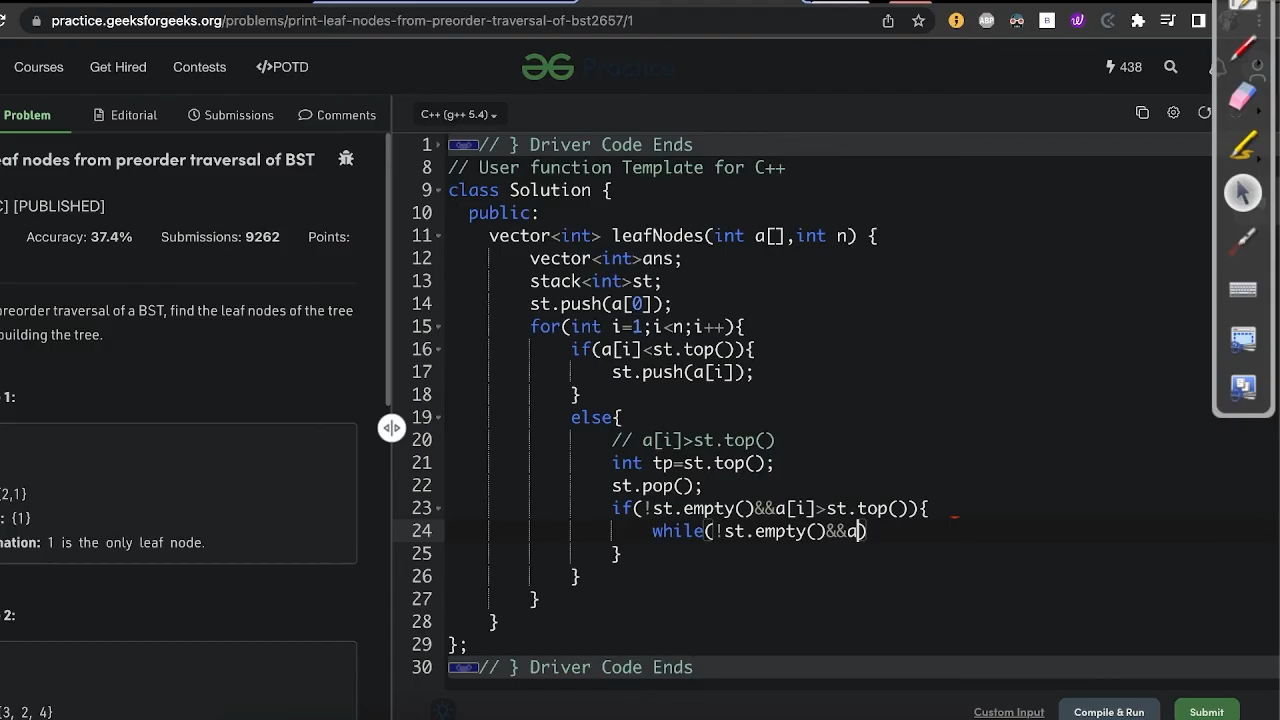 practice.geeksforgeeks.org/problems/print-leaf-nodes-from-preorder-traversal-of-bst2657/1
Courses Get Hired Contests </>POTD Practice 438
Problem Editorial Submissions Comments C++ (g++ 5.4)
eaf nodes from preorder traversal of BST
C] [PUBLISHED]
Accuracy: 37.4% Submissions: 9262 Points:
preorder traversal of a BST, find the leaf nodes of the tree
building the tree.
1:
{2,1}
: {1}
nation: 1 is the only leaf node.
2:
{3, 2, 4}
1 // } Driver Code Ends
8 // User function Template for C++
9 class Solution {
10 public:
11 vector<int> leafNodes(int a[],int n) {
12 vector<int>ans;
13 stack<int>st;
14 st.push(a[0]);
15 for(int i=1;i<n;i++){
16 if(a[i]<st.top()){
17 st.push(a[i]);
18 }
19 else{
20 // a[i]>st.top()
21 int tp=st.top();
22 st.pop();
23 if(!st.empty()&&a[i]>st.top()){
24 while(!st.empty()&&a)
25 }
26 }
27 }
28 }
29 };
30 // } Driver Code Ends
Custom Input Compile & Run Submit